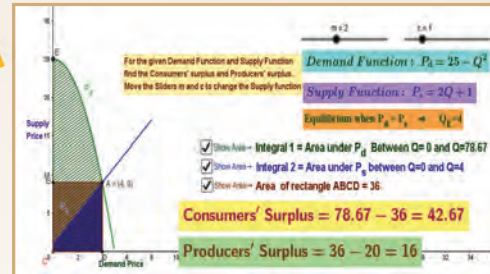 m = 2
c = 1
For the given Demand Function and Supply Function
find the Consumers' surplus and Producers' surplus.
Move the Sliders m and c to change the Supply function
Demand Function : P_d = 25 − Q²
Supply Function : P_s = 2Q + 1
Equilibrium when P_d = P_s ⇒ Q_E=4
Show Area→ Integral 1 = Area under P_d Between Q= 0 and Q=78.67
Show Area→ Integral 2 = Area under P_s between Q=0 and Q=4
Show Area→ Area of rectangle ABCD = 36
Consumers' Surplus = 78.67 − 36 = 42.67
Producers' Surplus = 36 − 20 = 16
E
Supply
Price
A = (4, 9)
Demand Price